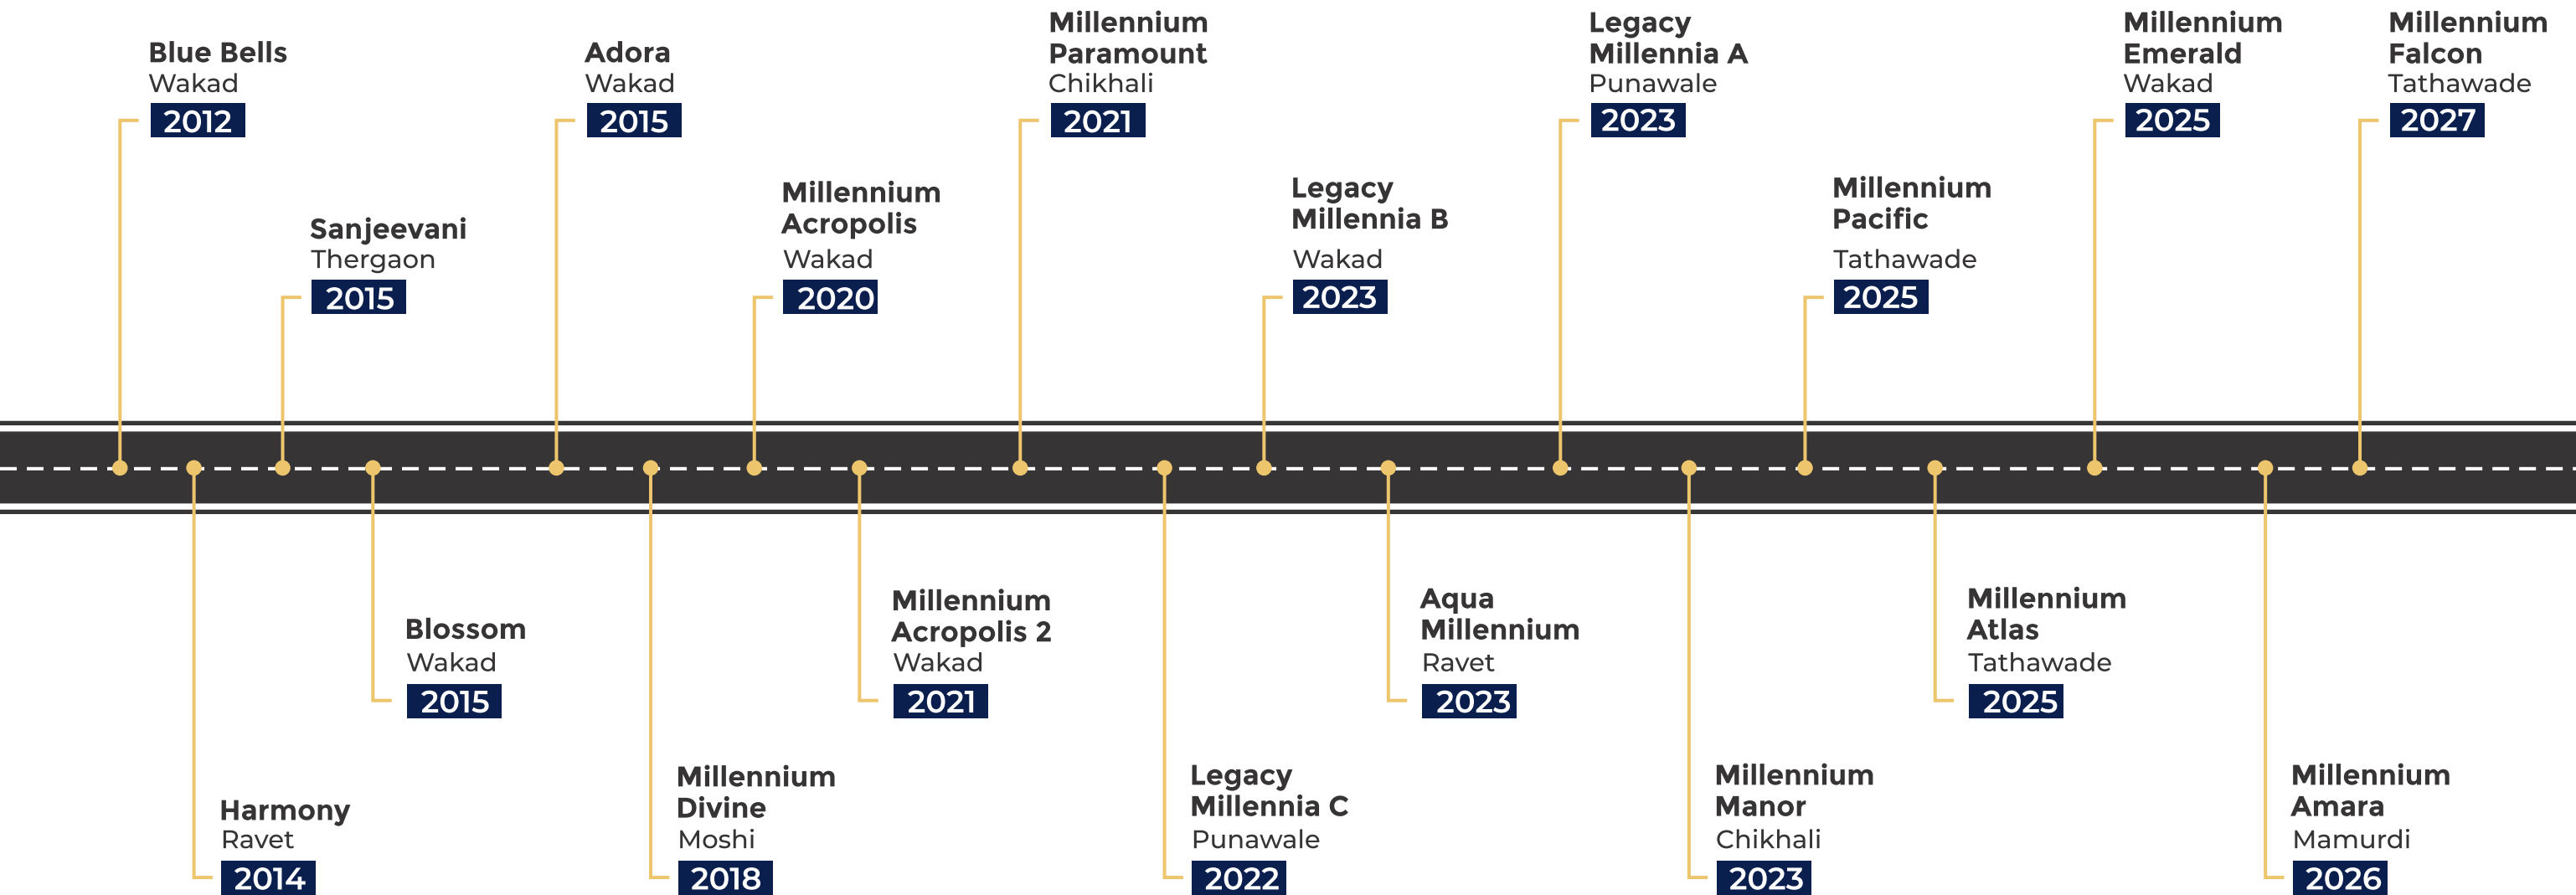 Blue Bells
Wakad
2012
Harmony
Ravet
2014
Sanjeevani
Thergaon
2015
Blossom
Wakad
2015
Adora
Wakad
2015
Millennium
Divine
Moshi
2018
Millennium
Acropolis
Wakad
2020
Millennium
Acropolis 2
Wakad
2021
Millennium
Paramount
Chikhali
2021
Legacy
Millennia C
Punawale
2022
Legacy
Millennia B
Wakad
2023
Aqua
Millennium
Ravet
2023
Legacy
Millennia A
Punawale
2023
Millennium
Manor
Chikhali
2023
Millennium
Pacific
Tathawade
2025
Millennium
Atlas
Tathawade
2025
Millennium
Emerald
Wakad
2025
Millennium
Amara
Mamurdi
2026
Millennium
Falcon
Tathawade
2027